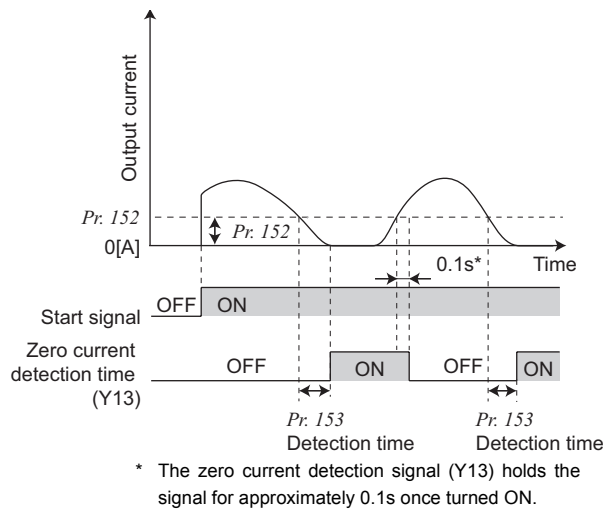 Output current
Pr. 152
Pr. 152
0[A]
0.1s*
Time
Start signal
OFF
ON
Zero current
detection time
(Y13)
OFF
ON
OFF
ON
Pr. 153
Detection time
Pr. 153
Detection time
* The zero current detection signal (Y13) holds the
signal for approximately 0.1s once turned ON.